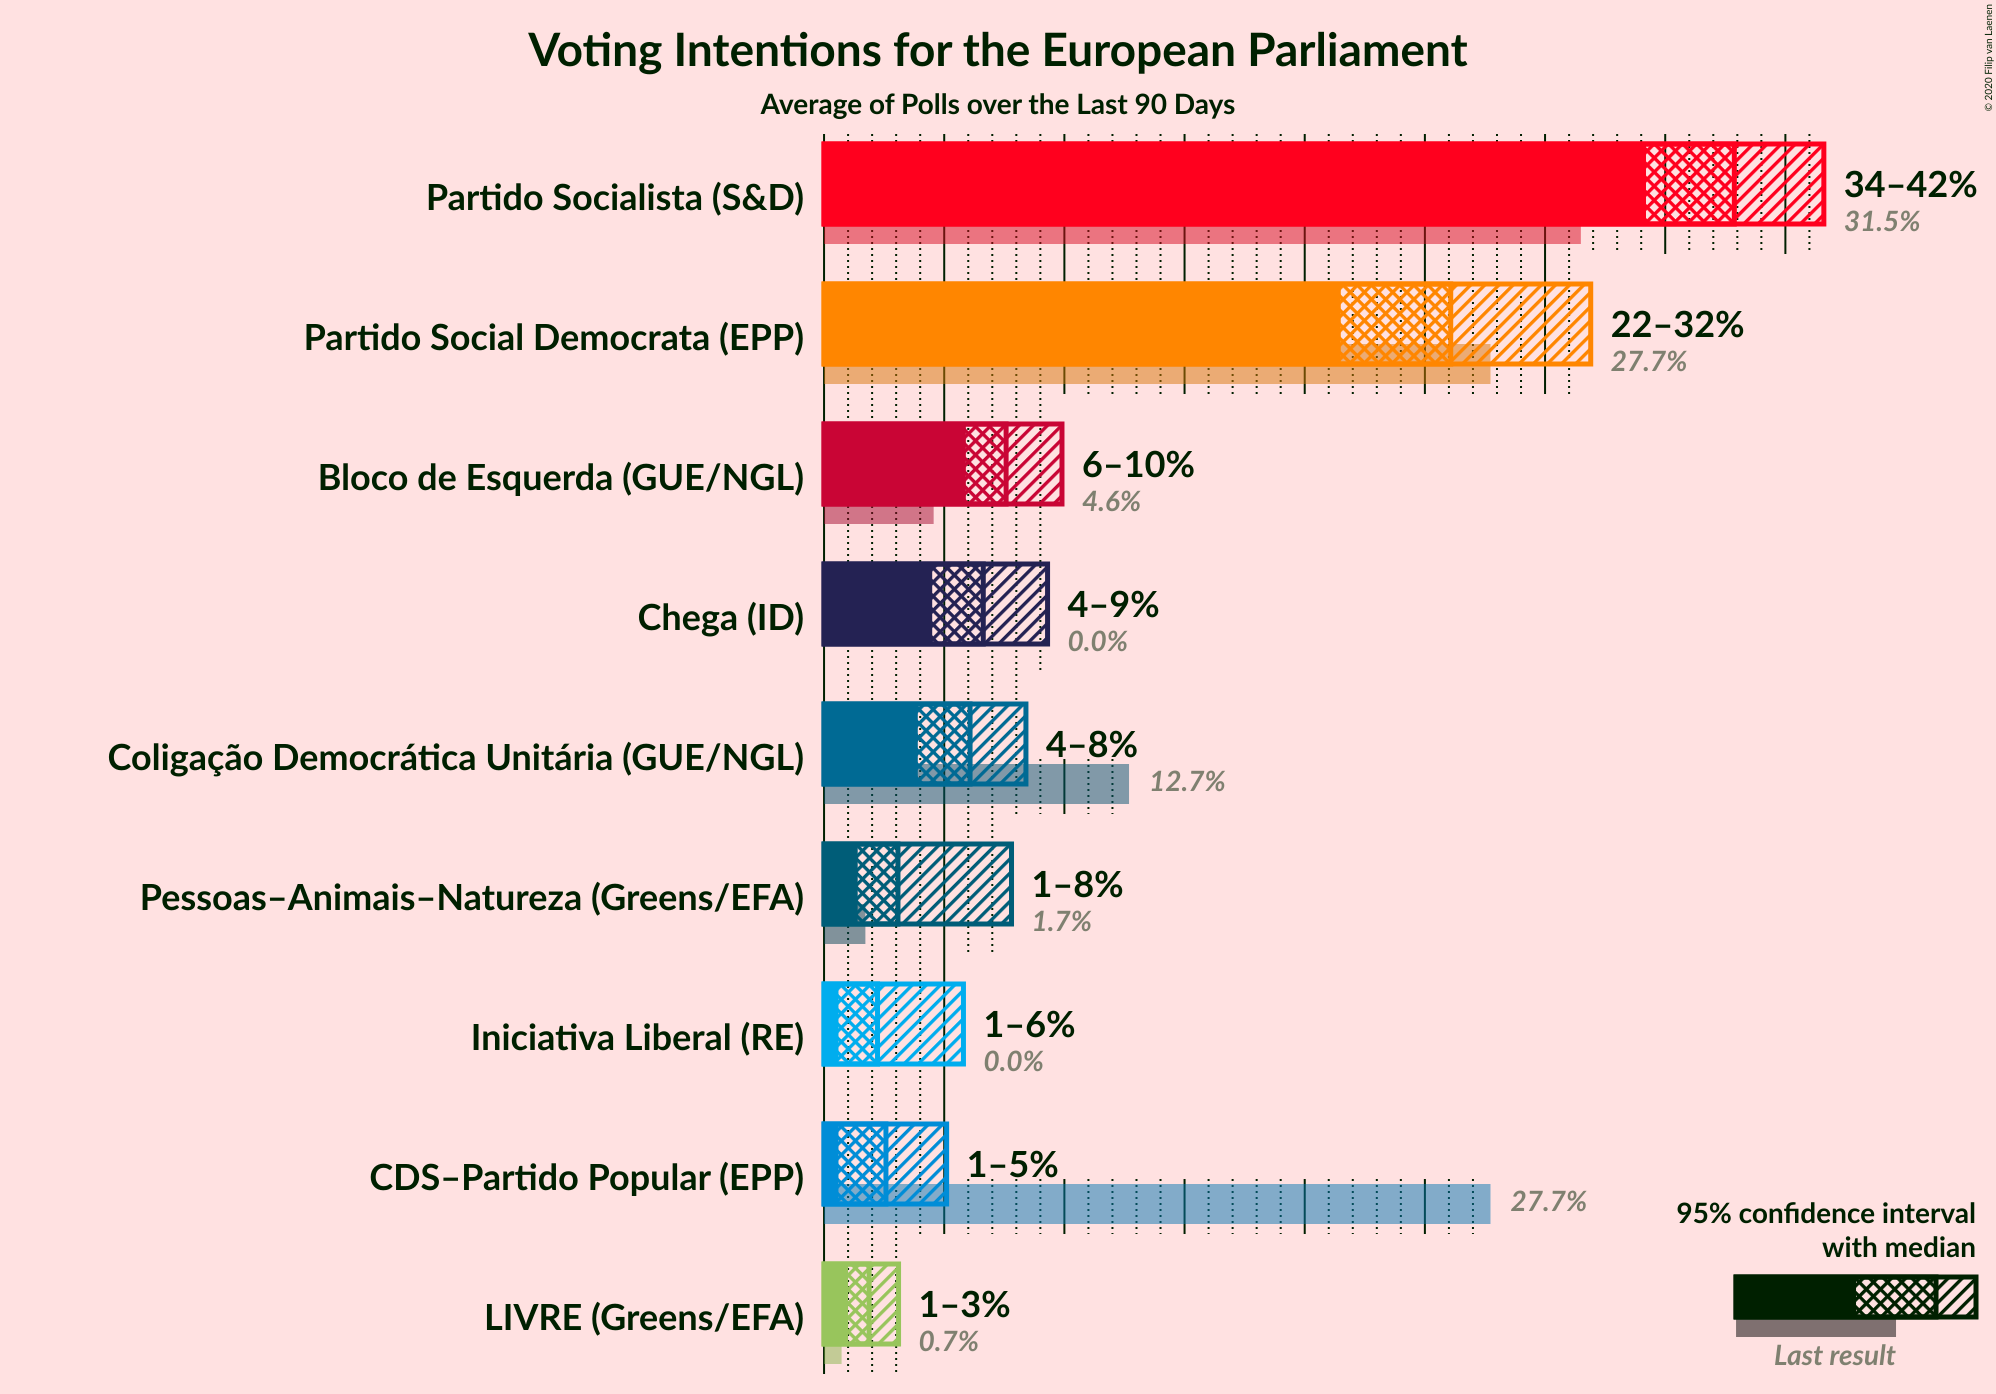 Voting Intentions for the European Parliament
Average of Polls over the Last 90 Days
© 2020 Filip van Laenen
Partido Socialista (S&D)
34–42%
31.5%
Partido Social Democrata (EPP)
22–32%
27.7%
Bloco de Esquerda (GUE/NGL)
6–10%
4.6%
Chega (ID)
4–9%
0.0%
Coligação Democrática Unitária (GUE/NGL)
4–8%
12.7%
Pessoas–Animais–Natureza (Greens/EFA)
1–8%
1.7%
Iniciativa Liberal (RE)
1–6%
0.0%
CDS–Partido Popular (EPP)
1–5%
27.7%
LIVRE (Greens/EFA)
1–3%
0.7%
95% confidence interval
with median
Last result